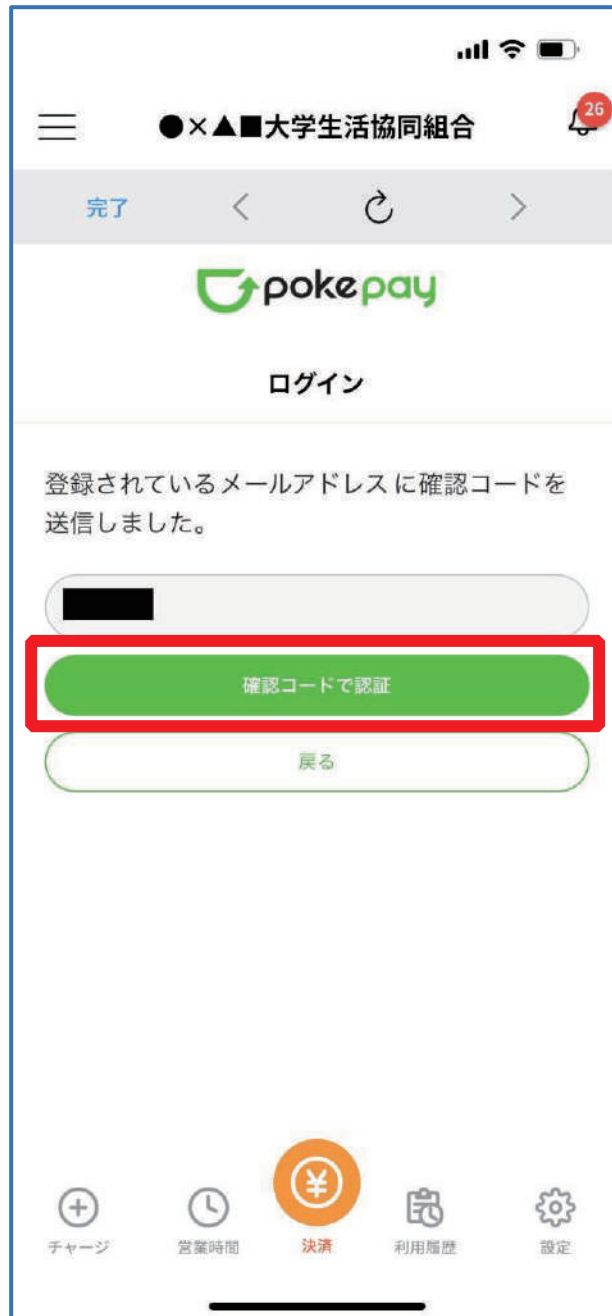 ●×▲■大学生活協同組合
26
完了
pokepay
ログイン
登録されているメールアドレスに確認コードを
送信しました。
確認コードで認証
戻る
チャージ 営業時間 決済 利用履歴 設定